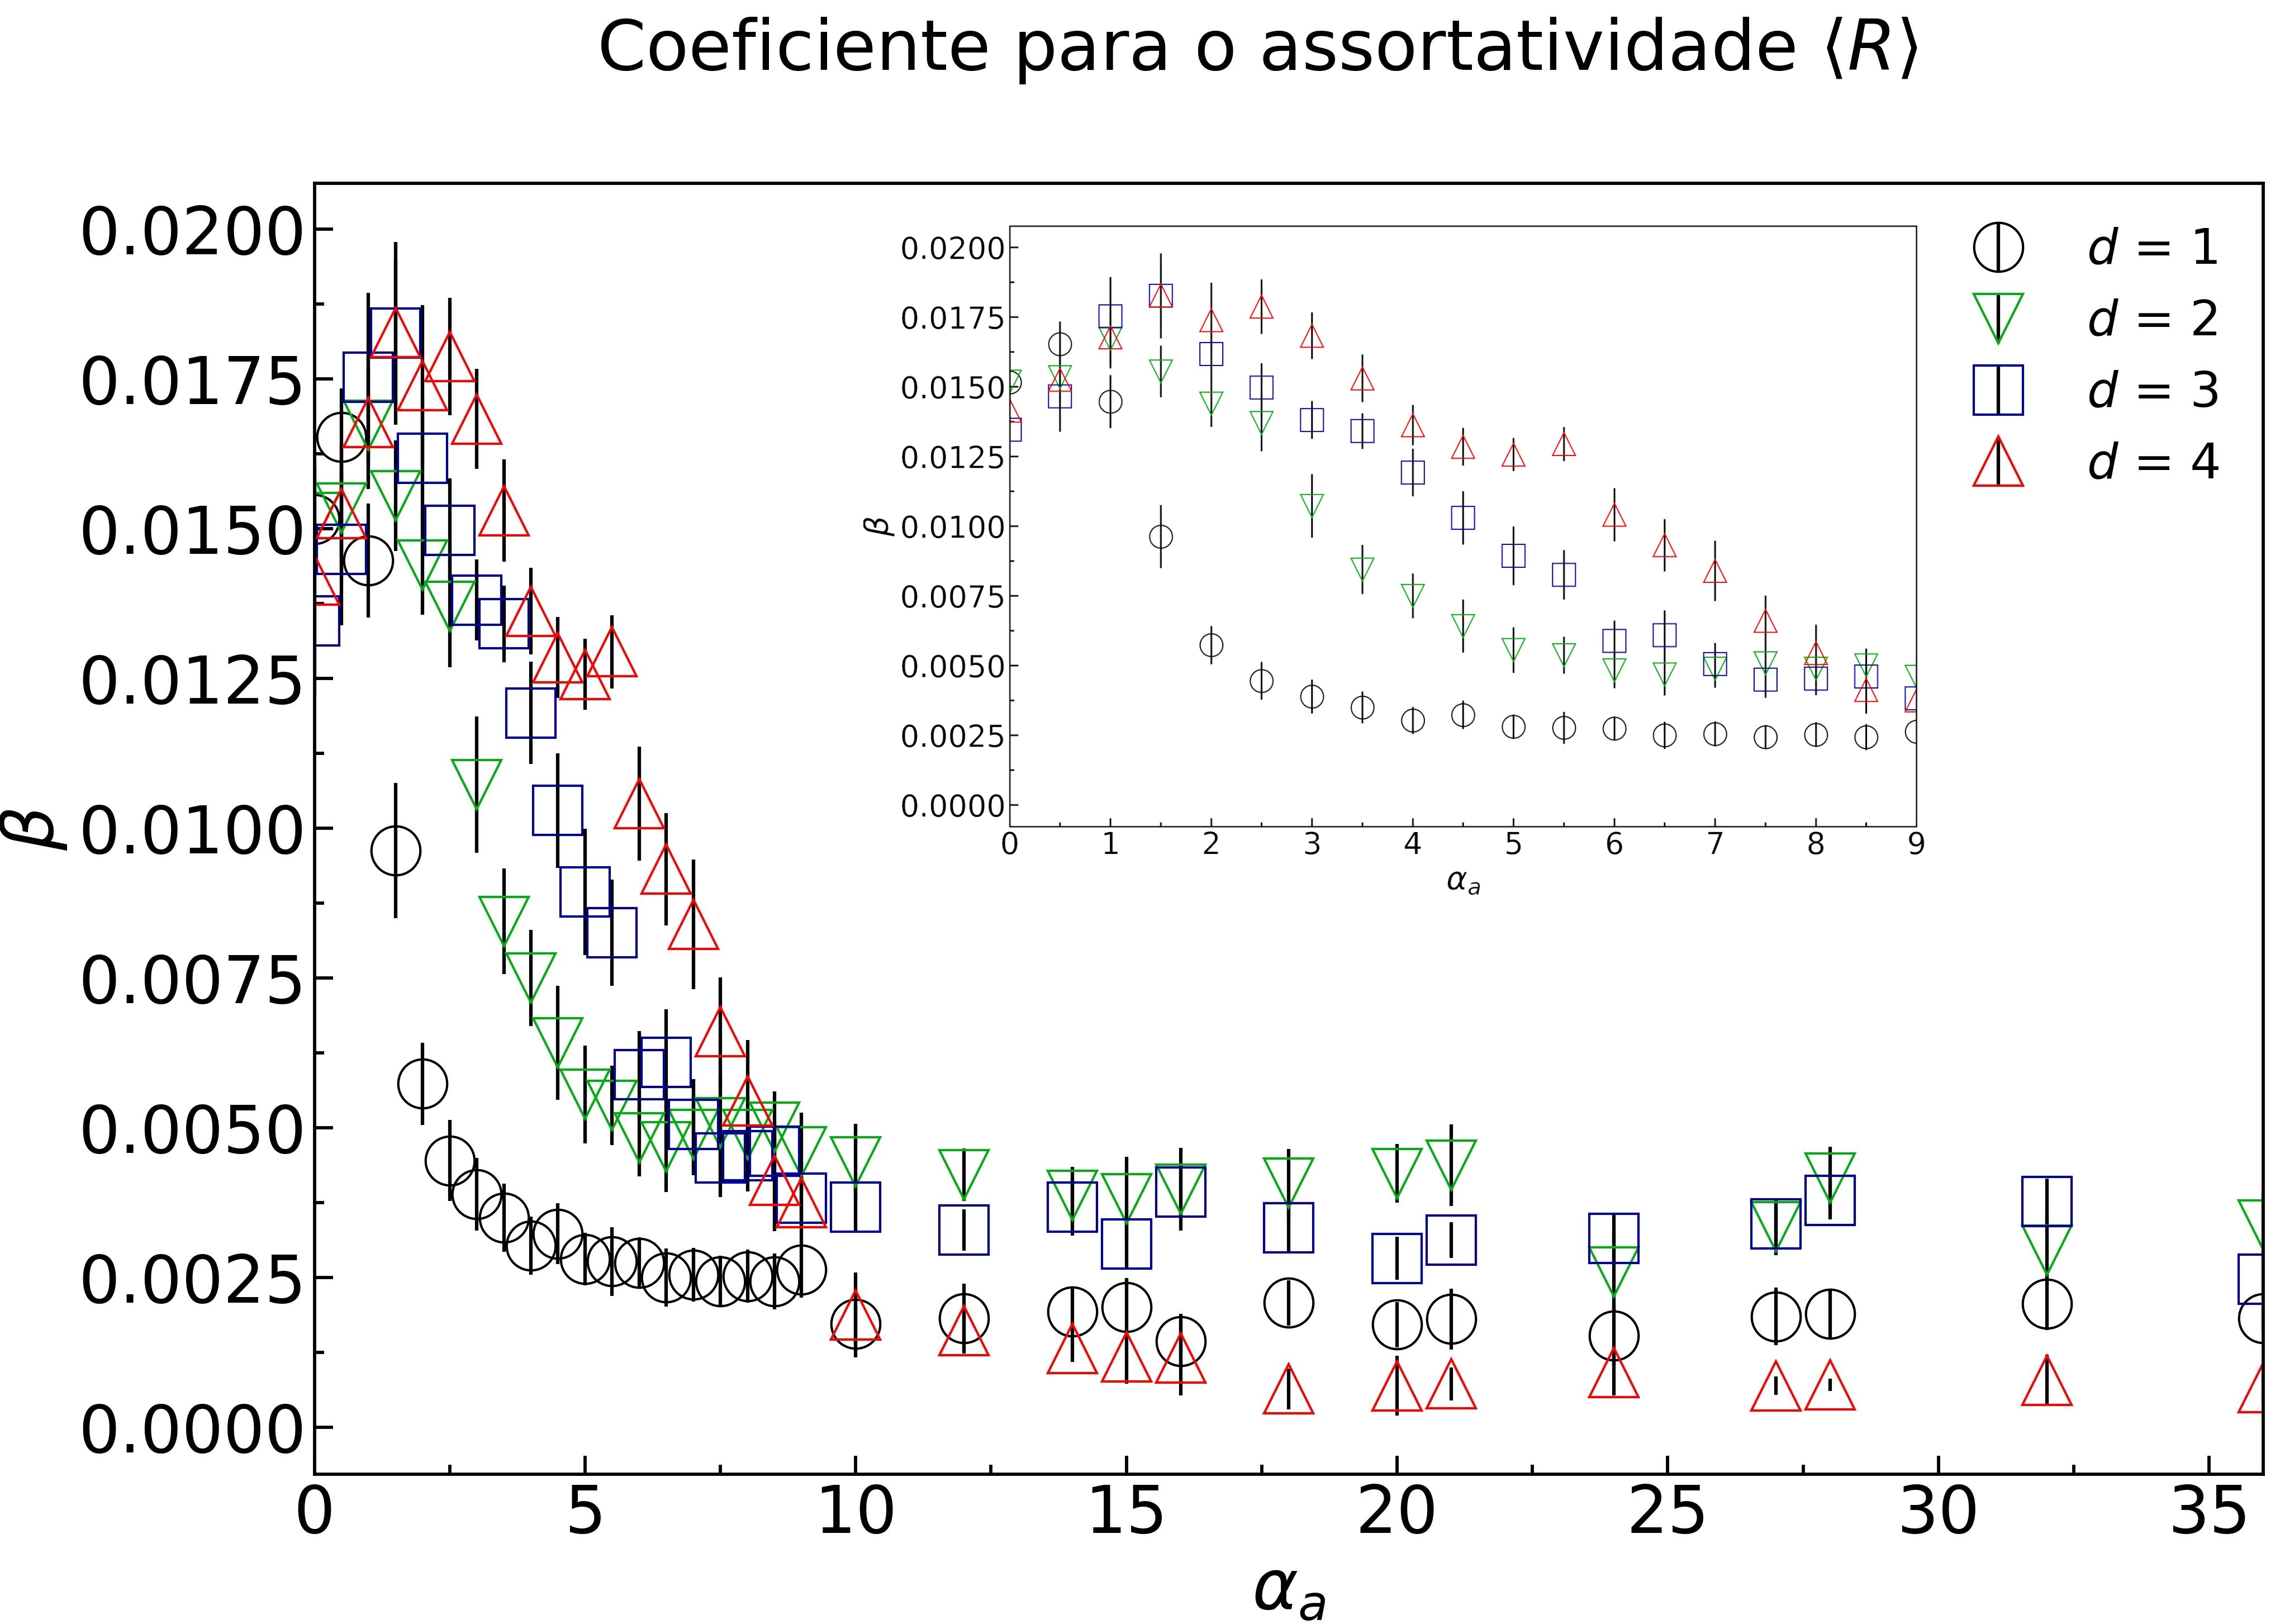 Coeficiente para o assortatividade ⟨R⟩
0.0200
0.0175
0.0150
0.0125
0.0100
0.0075
0.0050
0.0025
0.0000
β
0 5 10 15 20 25 30 35
α_a
0.0200
0.0175
0.0150
0.0125
0.0100
0.0075
0.0050
0.0025
0.0000
β
0 1 2 3 4 5 6 7 8 9
α_a
d = 1
d = 2
d = 3
d = 4